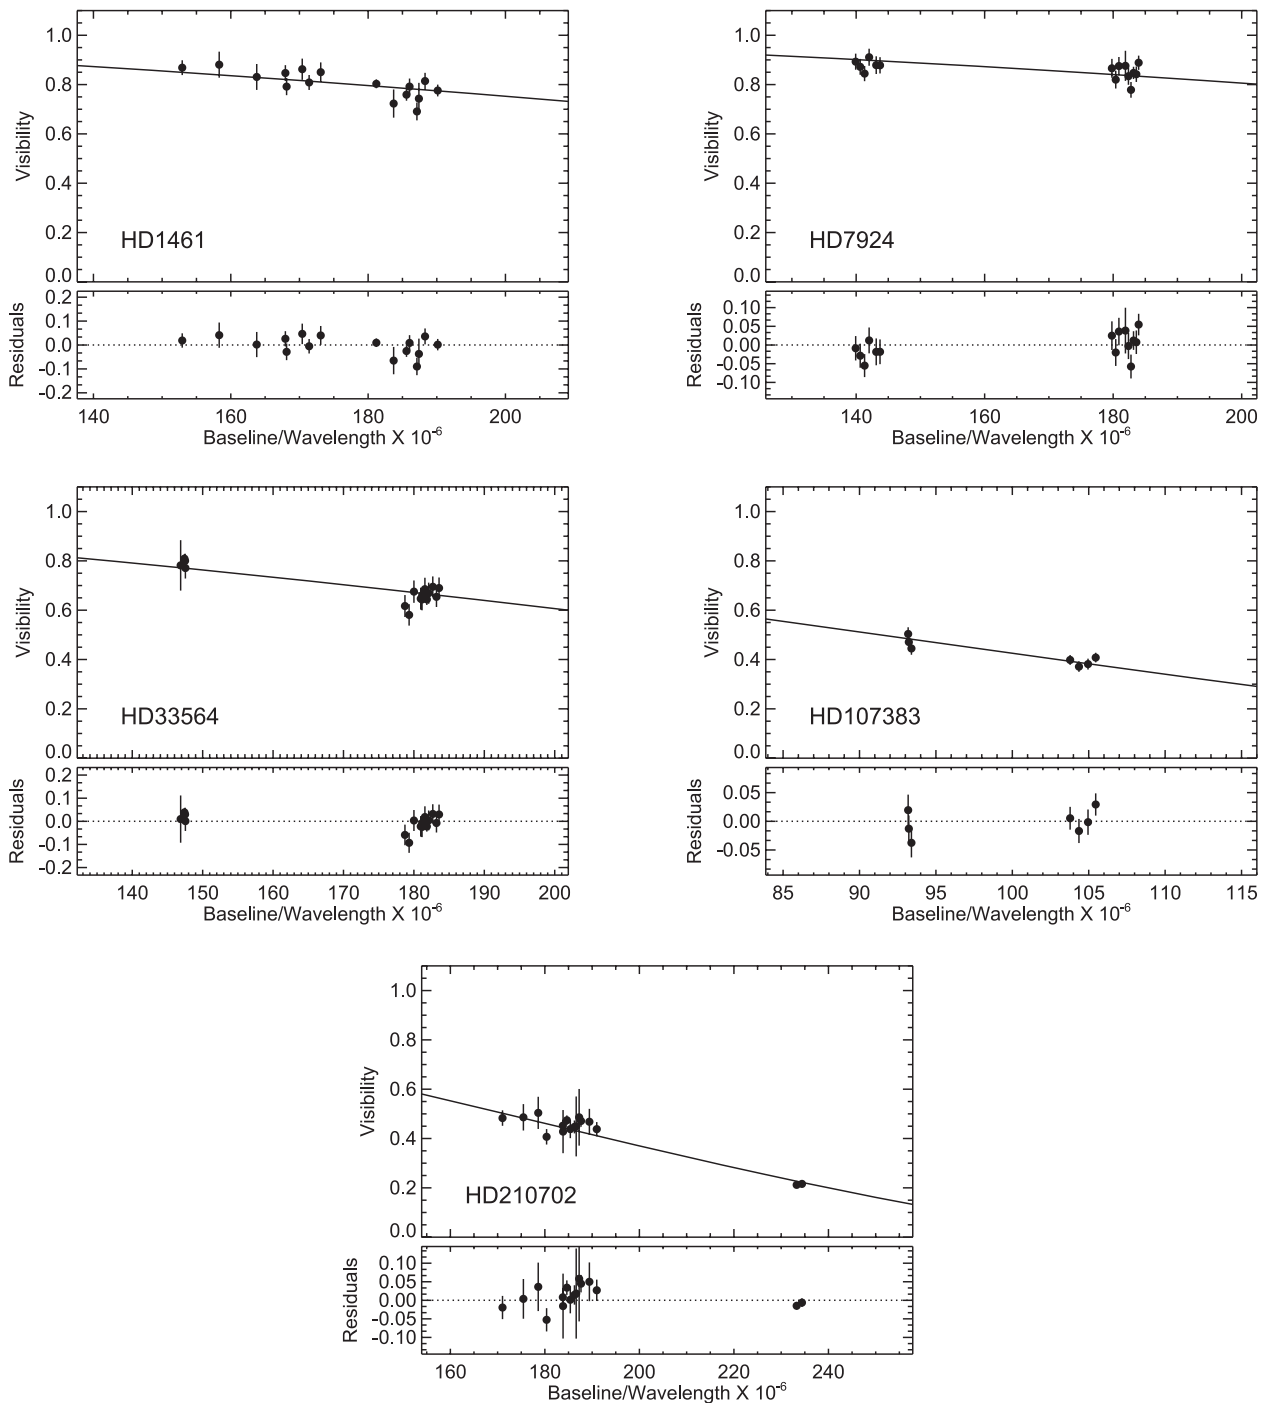 1.0
0.8
0.6
0.4
0.2
0.0
Visibility
HD1461
0.2
0.1
0.0
-0.1
-0.2
Residuals
140 160 180 200
Baseline/Wavelength X 10⁻⁶
1.0
0.8
0.6
0.4
0.2
0.0
Visibility
HD7924
0.10
0.05
0.00
-0.05
-0.10
Residuals
140 160 180 200
Baseline/Wavelength X 10⁻⁶
1.0
0.8
0.6
0.4
0.2
0.0
Visibility
HD33564
0.2
0.1
0.0
-0.1
-0.2
Residuals
140 150 160 170 180 190 200
Baseline/Wavelength X 10⁻⁶
1.0
0.8
0.6
0.4
0.2
0.0
Visibility
HD107383
0.05
0.00
-0.05
Residuals
85 90 95 100 105 110 115
Baseline/Wavelength X 10⁻⁶
1.0
0.8
0.6
0.4
0.2
0.0
Visibility
HD210702
0.10
0.05
0.00
-0.05
-0.10
Residuals
160 180 200 220 240
Baseline/Wavelength X 10⁻⁶